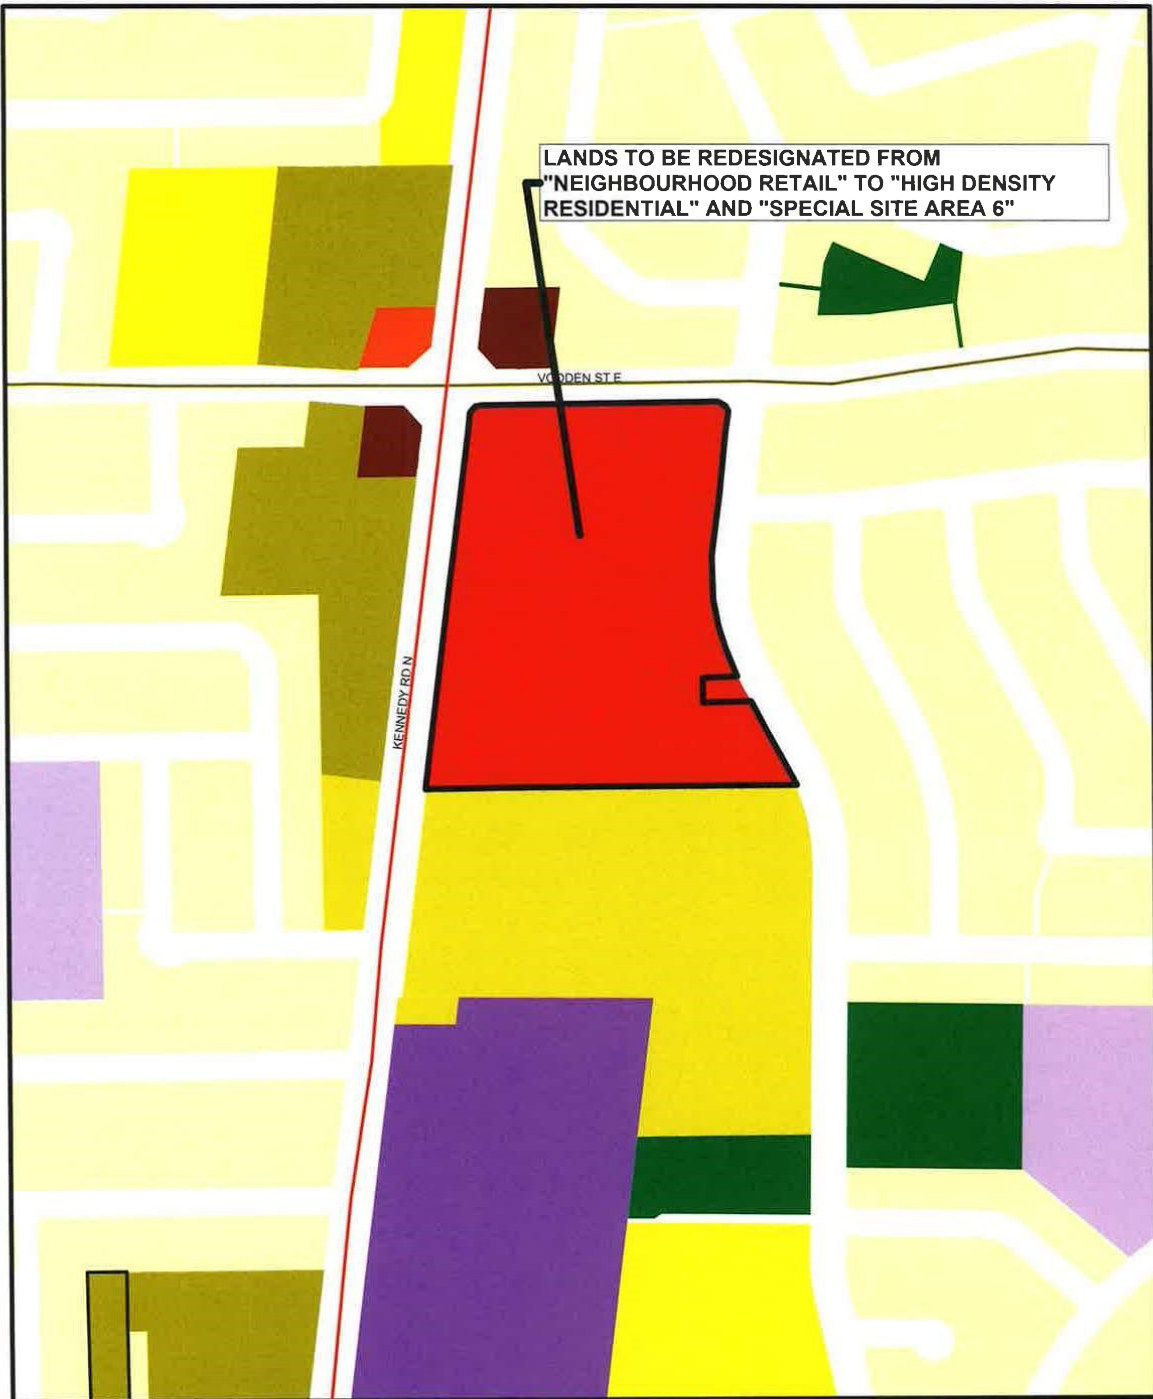 LANDS TO BE REDESIGNATED FROM
"NEIGHBOURHOOD RETAIL" TO "HIGH DENSITY
RESIDENTIAL" AND "SPECIAL SITE AREA 6"
VODDEN ST E
KENNEDY RD N